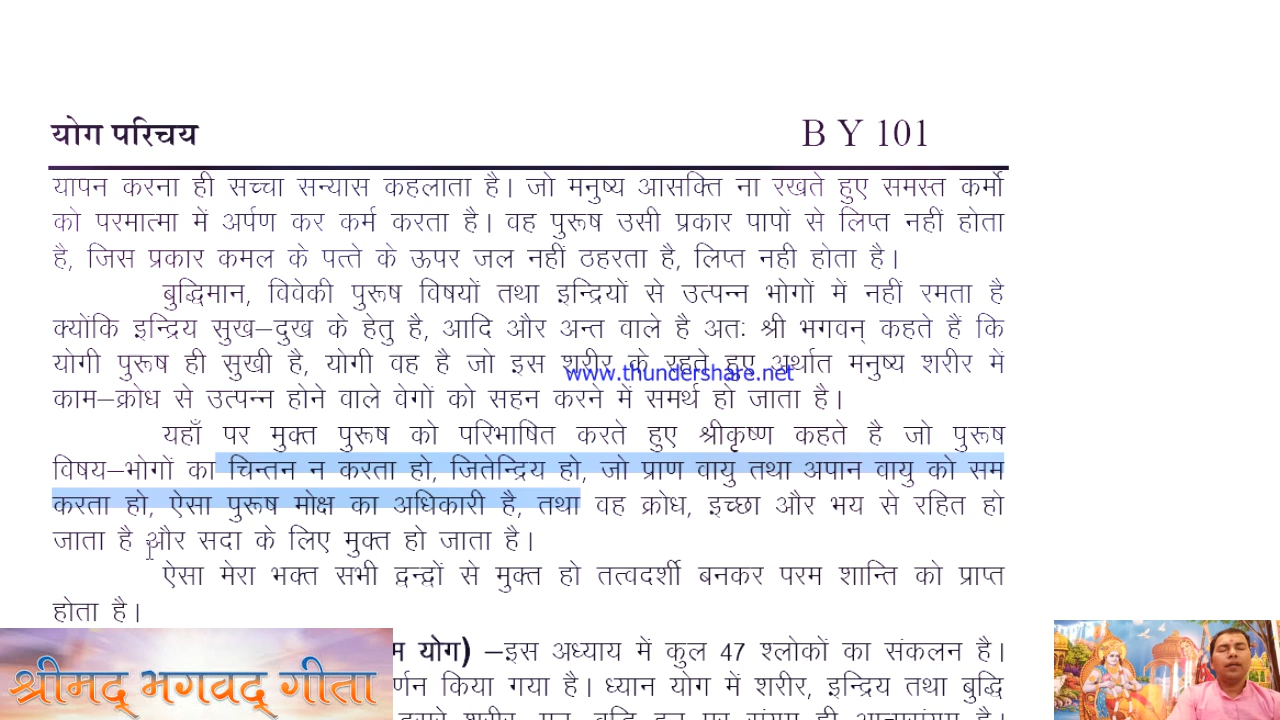 योग परिचय B Y 101
यापन करना ही सच्चा सन्यास कहलाता है। जो मनुष्य आसक्ति ना रखते हुए समस्त कर्मो
को परमात्मा में अर्पण कर कर्म करता है। वह पुरूष उसी प्रकार पापों से लिप्त नहीं होता
है, जिस प्रकार कमल के पत्ते के ऊपर जल नहीं ठहरता है, लिप्त नही होता है।
बुद्धिमान, विवेकी पुरूष विषयों तथा इन्द्रियों से उत्पन्न भोगों में नहीं रमता है
क्योंकि इन्द्रिय सुख–दुख के हेतु है, आदि और अन्त वाले है अतः श्री भगवन् कहते हैं कि
योगी पुरूष ही सुखी है, योगी वह है जो इस शरीर के रहते हुए अर्थात मनुष्य शरीर में
www.thundershare.net
काम–क्रोध से उत्पन्न होने वाले वेगों को सहन करने में समर्थ हो जाता है।
यहाँ पर मुक्त पुरूष को परिभाषित करते हुए श्रीकृष्ण कहते है जो पुरूष
विषय–भोगों का चिन्तन न करता हो, जितेन्द्रिय हो, जो प्राण वायु तथा अपान वायु को सम
करता हो, ऐसा पुरूष मोक्ष का अधिकारी है, तथा वह क्रोध, इच्छा और भय से रहित हो
जाता है और सदा के लिए मुक्त हो जाता है।
ऐसा मेरा भक्त सभी द्वन्द्वों से मुक्त हो तत्वदर्शी बनकर परम शान्ति को प्राप्त
होता है।
म योग) –इस अध्याय में कुल 47 श्लोकों का संकलन है।
र्णन किया गया है। ध्यान योग में शरीर, इन्द्रिय तथा बुद्धि
श्रीमद् भगवद् गीता